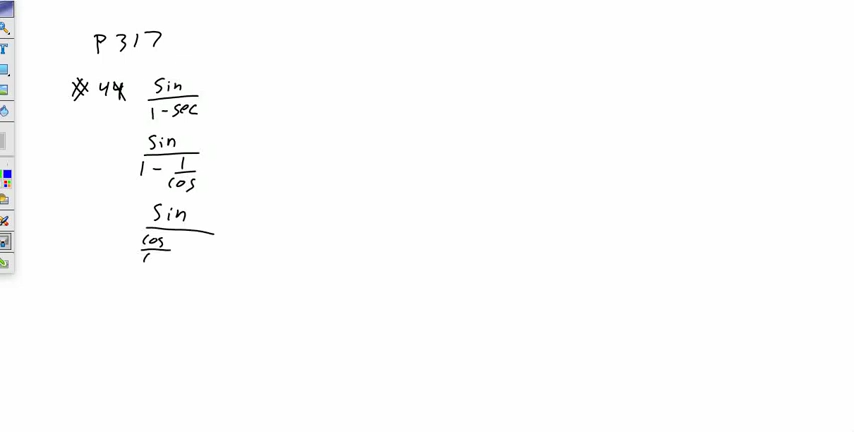 P 317
# 44 sin
1 - sec
sin
1 - 1
cos
sin
cos